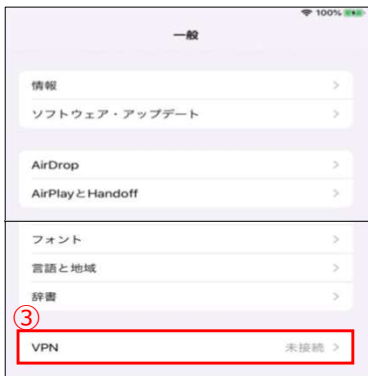 100%
一般
情報 >
ソフトウェア・アップデート >
AirDrop >
AirPlayとHandoff >
フォント >
言語と地域 >
辞書 >
③
VPN 未接続 >